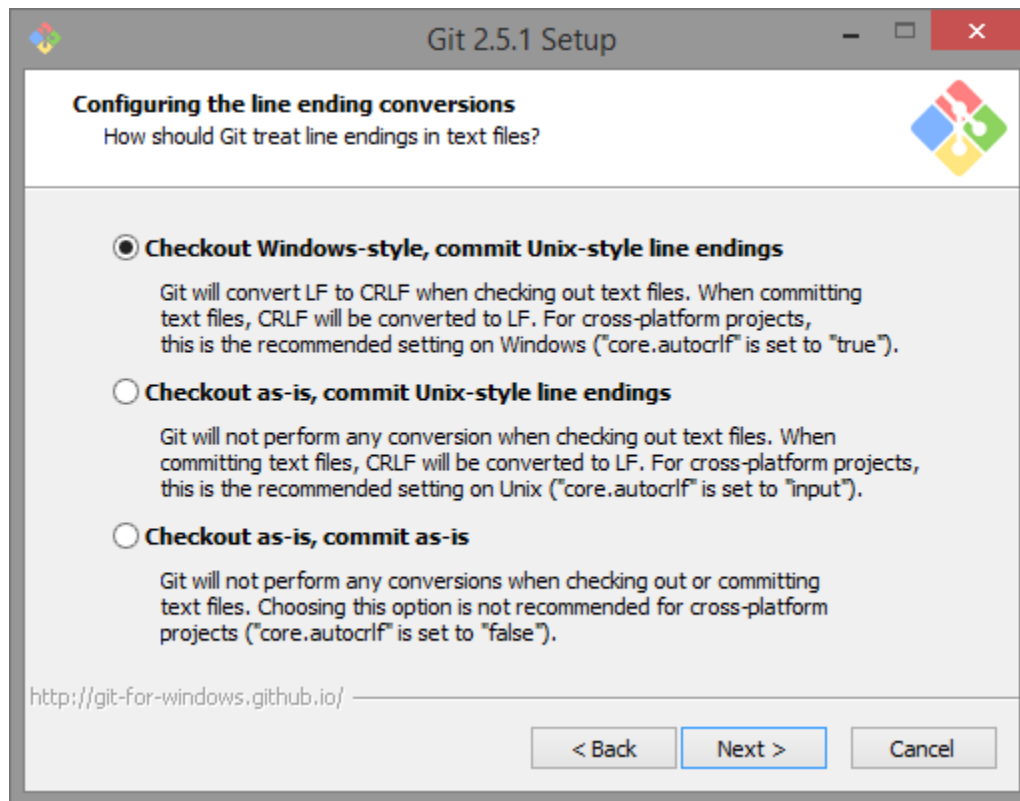 Git 2.5.1 Setup
Configuring the line ending conversions
How should Git treat line endings in text files?
Checkout Windows-style, commit Unix-style line endings
Git will convert LF to CRLF when checking out text files. When committing
text files, CRLF will be converted to LF. For cross-platform projects,
this is the recommended setting on Windows ("core.autocrlf" is set to "true").
Checkout as-is, commit Unix-style line endings
Git will not perform any conversion when checking out text files. When
committing text files, CRLF will be converted to LF. For cross-platform projects,
this is the recommended setting on Unix ("core.autocrlf" is set to "input").
Checkout as-is, commit as-is
Git will not perform any conversions when checking out or committing
text files. Choosing this option is not recommended for cross-platform
projects ("core.autocrlf" is set to "false").
http://git-for-windows.github.io/
< Back
Next >
Cancel